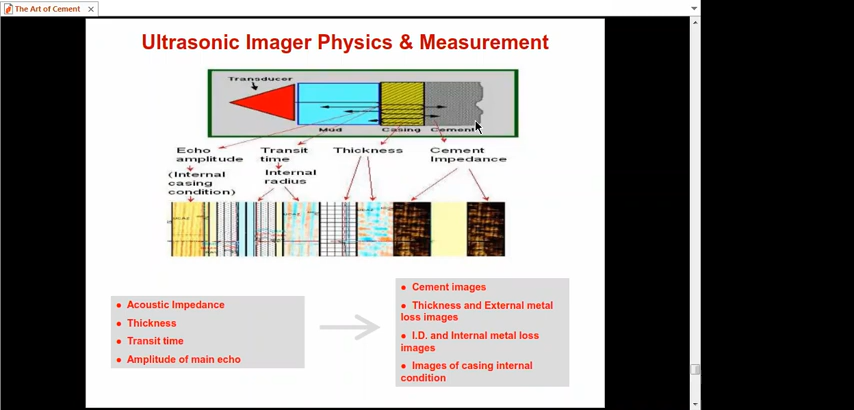 The Art of Cement
Ultrasonic Imager Physics & Measurement
Transducer
Mud Casing Cement
Echo amplitude
Transit time
Thickness
Cement Impedance
(Internal casing condition)
Internal radius
● Acoustic Impedance
● Thickness
● Transit time
● Amplitude of main echo
● Cement images
● Thickness and External metal
loss images
● I.D. and Internal metal loss
images
● Images of casing internal
condition